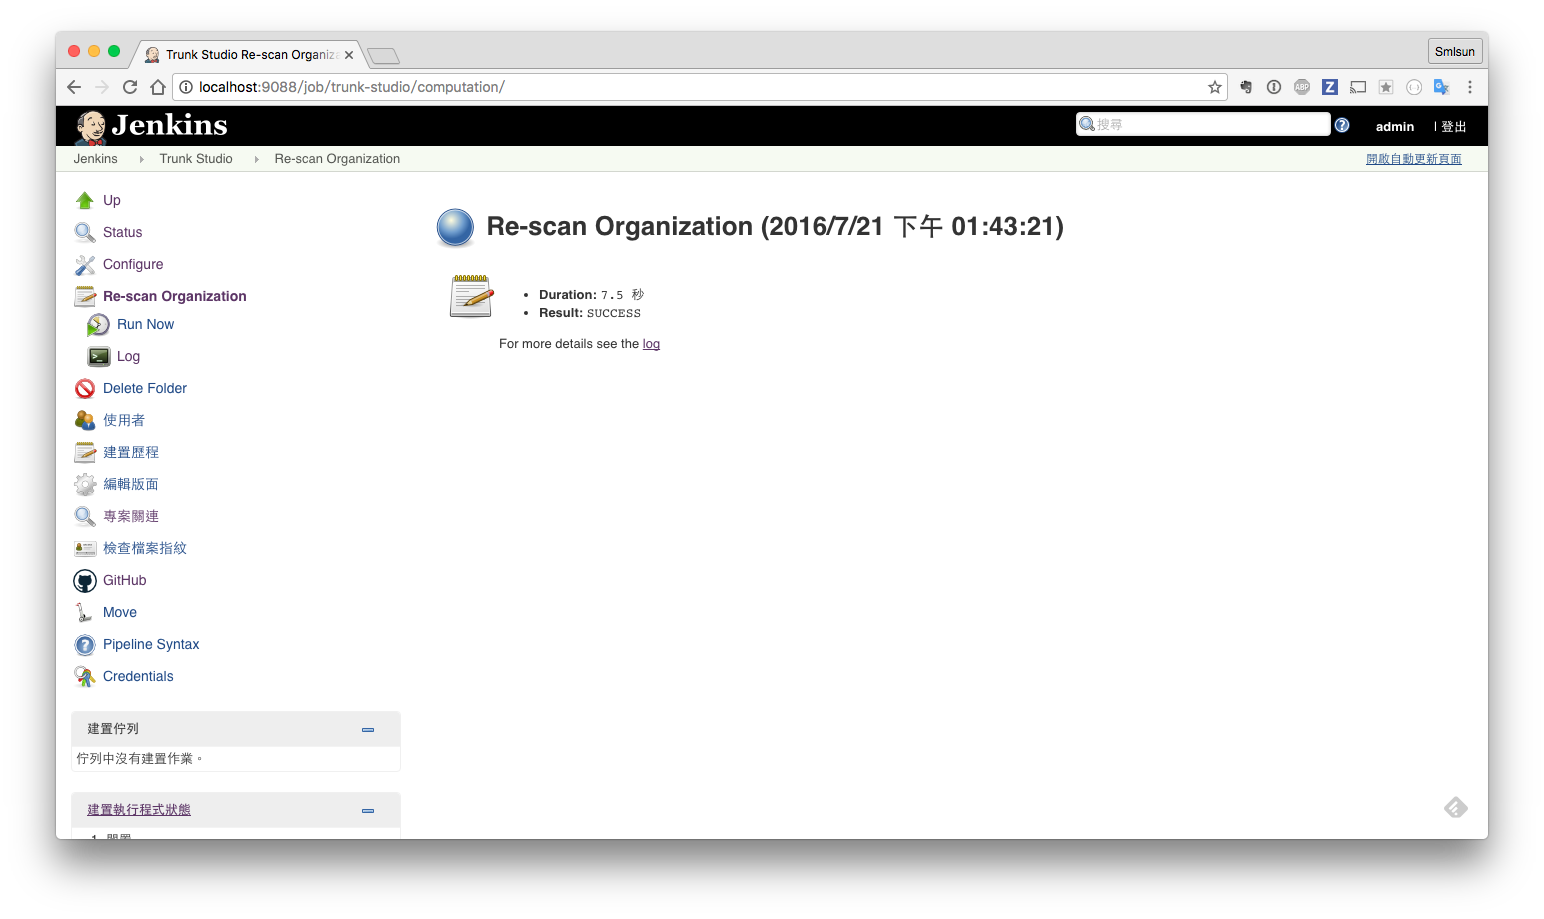 Trunk Studio Re-scan Organiza
Smlsun
localhost:9088/job/trunk-studio/computation/
ABP
Z
Jenkins
搜尋
?
admin
| 登出
Jenkins
Trunk Studio
Re-scan Organization
開啟自動更新頁面
Up
Status
Configure
Re-scan Organization
Run Now
Log
Delete Folder
使用者
建置歷程
編輯版面
專案關連
檢查檔案指紋
GitHub
Move
Pipeline Syntax
Credentials
建置佇列
佇列中沒有建置作業。
建置執行程式狀態
Re-scan Organization (2016/7/21 下午 01:43:21)
Duration: 7.5 秒
Result: SUCCESS
For more details see the log